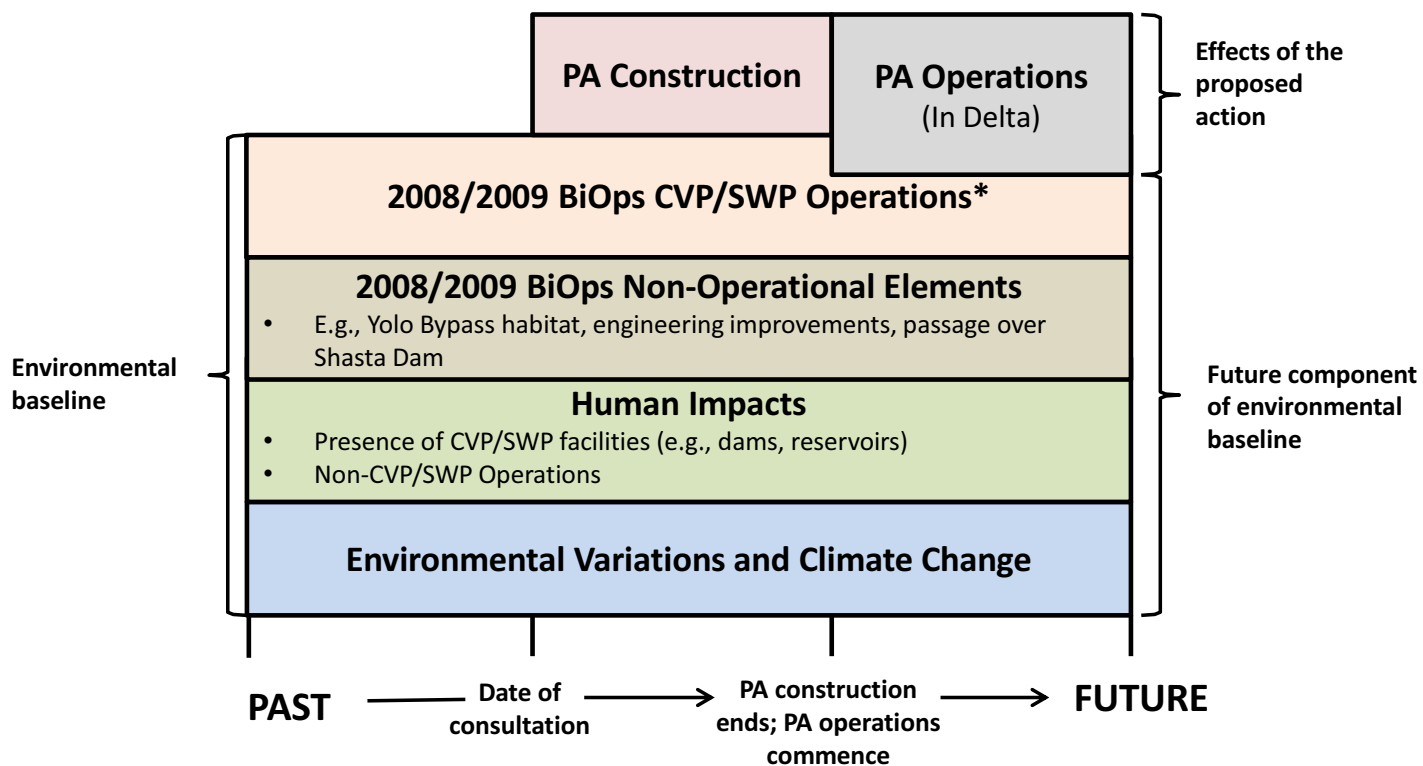 PA Construction
PA Operations
(In Delta)
Effects of the
proposed
action
2008/2009 BiOps CVP/SWP Operations*
2008/2009 BiOps Non-Operational Elements
• E.g., Yolo Bypass habitat, engineering improvements, passage over
Shasta Dam
Environmental
baseline
Human Impacts
• Presence of CVP/SWP facilities (e.g., dams, reservoirs)
• Non-CVP/SWP Operations
Future component
of environmental
baseline
Environmental Variations and Climate Change
PAST
Date of
consultation
PA construction
ends; PA operations
commence
FUTURE